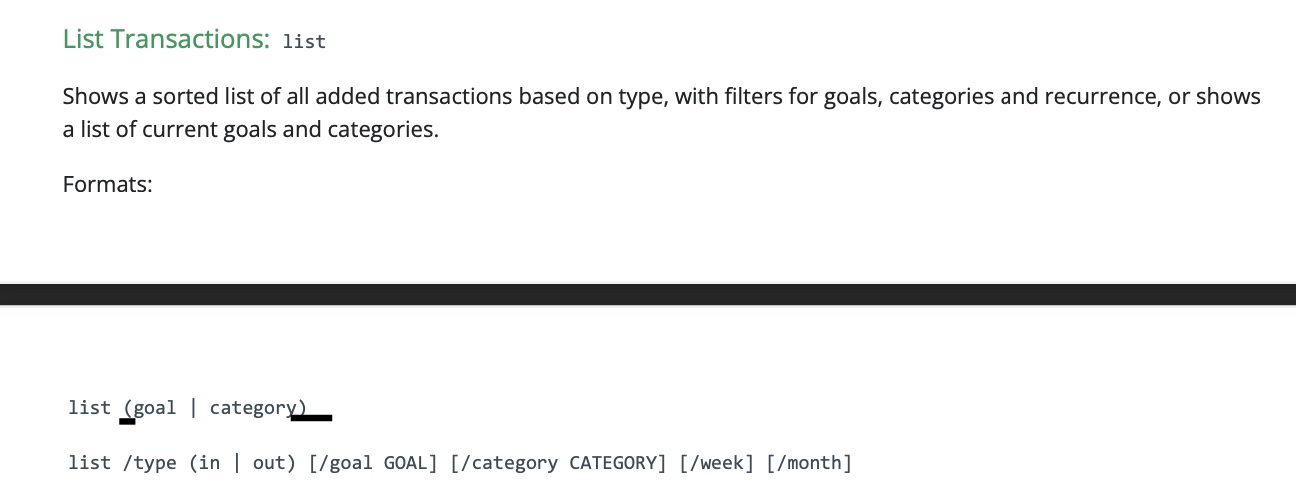 List Transactions: list
Shows a sorted list of all added transactions based on type, with filters for goals, categories and recurrence, or shows
a list of current goals and categories.
Formats:
list (goal | category)
list /type (in | out) [/goal GOAL] [/category CATEGORY] [/week] [/month]